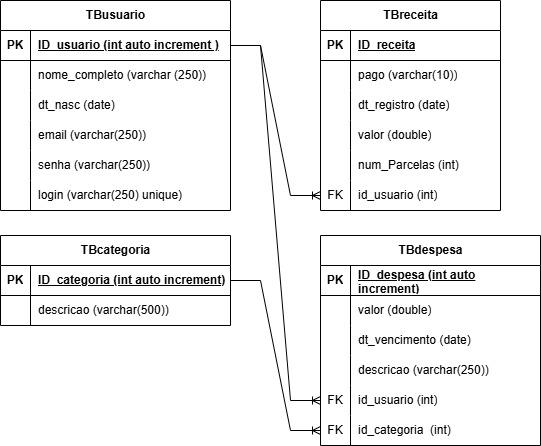 TBusuario
PK ID_usuario (int auto increment )
nome_completo (varchar (250))
dt_nasc (date)
email (varchar(250))
senha (varchar(250))
login (varchar(250) unique)
TBreceita
PK ID_receita
pago (varchar(10))
dt_registro (date)
valor (double)
num_Parcelas (int)
FK id_usuario (int)
TBcategoria
PK ID_categoria (int auto increment)
descricao (varchar(500))
TBdespesa
PK ID_despesa (int auto
increment)
valor (double)
dt_vencimento (date)
descricao (varchar(250))
FK id_usuario (int)
FK id_categoria (int)